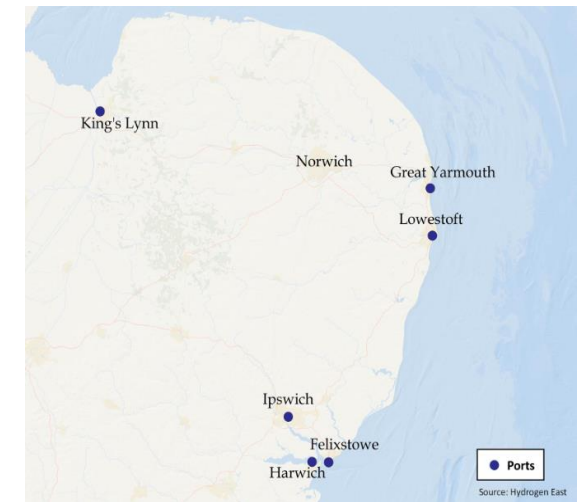 King's Lynn
Norwich
Great Yarmouth
Lowestoft
Ipswich
Felixstowe
Harwich
Ports
Source: Hydrogen East